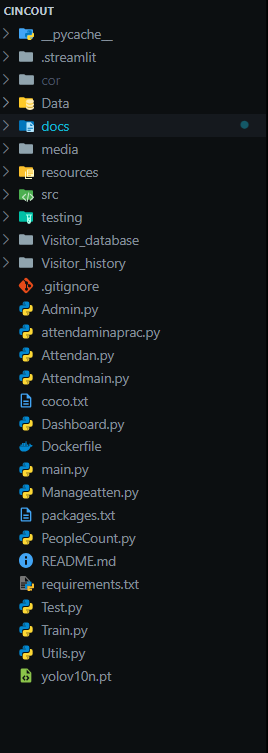 CINCOUT
__pycache__
.streamlit
cor
Data
docs
media
resources
src
testing
Visitor_database
Visitor_history
.gitignore
Admin.py
attendaminaprac.py
Attendan.py
Attendmain.py
coco.txt
Dashboard.py
Dockerfile
main.py
Manageatten.py
packages.txt
PeopleCount.py
README.md
requirements.txt
Test.py
Train.py
Utils.py
yolov10n.pt